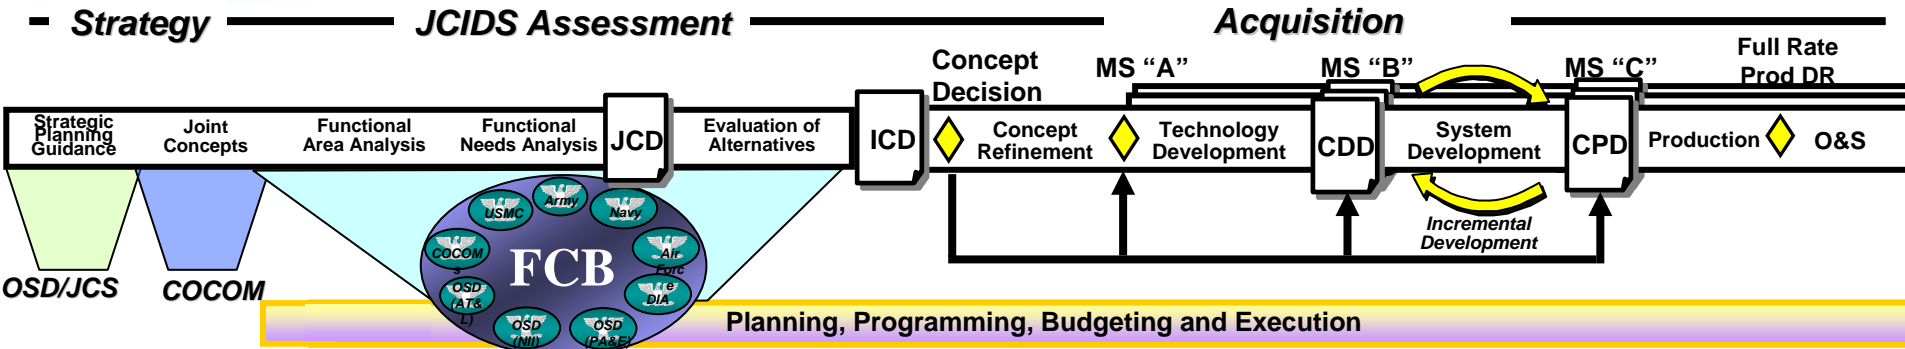 Strategy
JCIDS Assessment
Acquisition
Concept
Decision
MS “A”
MS “B”
MS “C”
Full Rate
Prod DR
Strategic
Planning
Guidance
Joint
Concepts
Functional
Area Analysis
Functional
Needs Analysis
JCD
Evaluation of
Alternatives
ICD
Concept
Refinement
Technology
Development
CDD
System
Development
CPD
Production
O&S
Incremental
Development
OSD/JCS
COCOM
FCB
USMC
Army
Navy
COCOM
s
Air
Forc
e
OSD
(AT&
L)
DIA
OSD
(NII)
OSD
(PA&E)
Planning, Programming, Budgeting and Execution